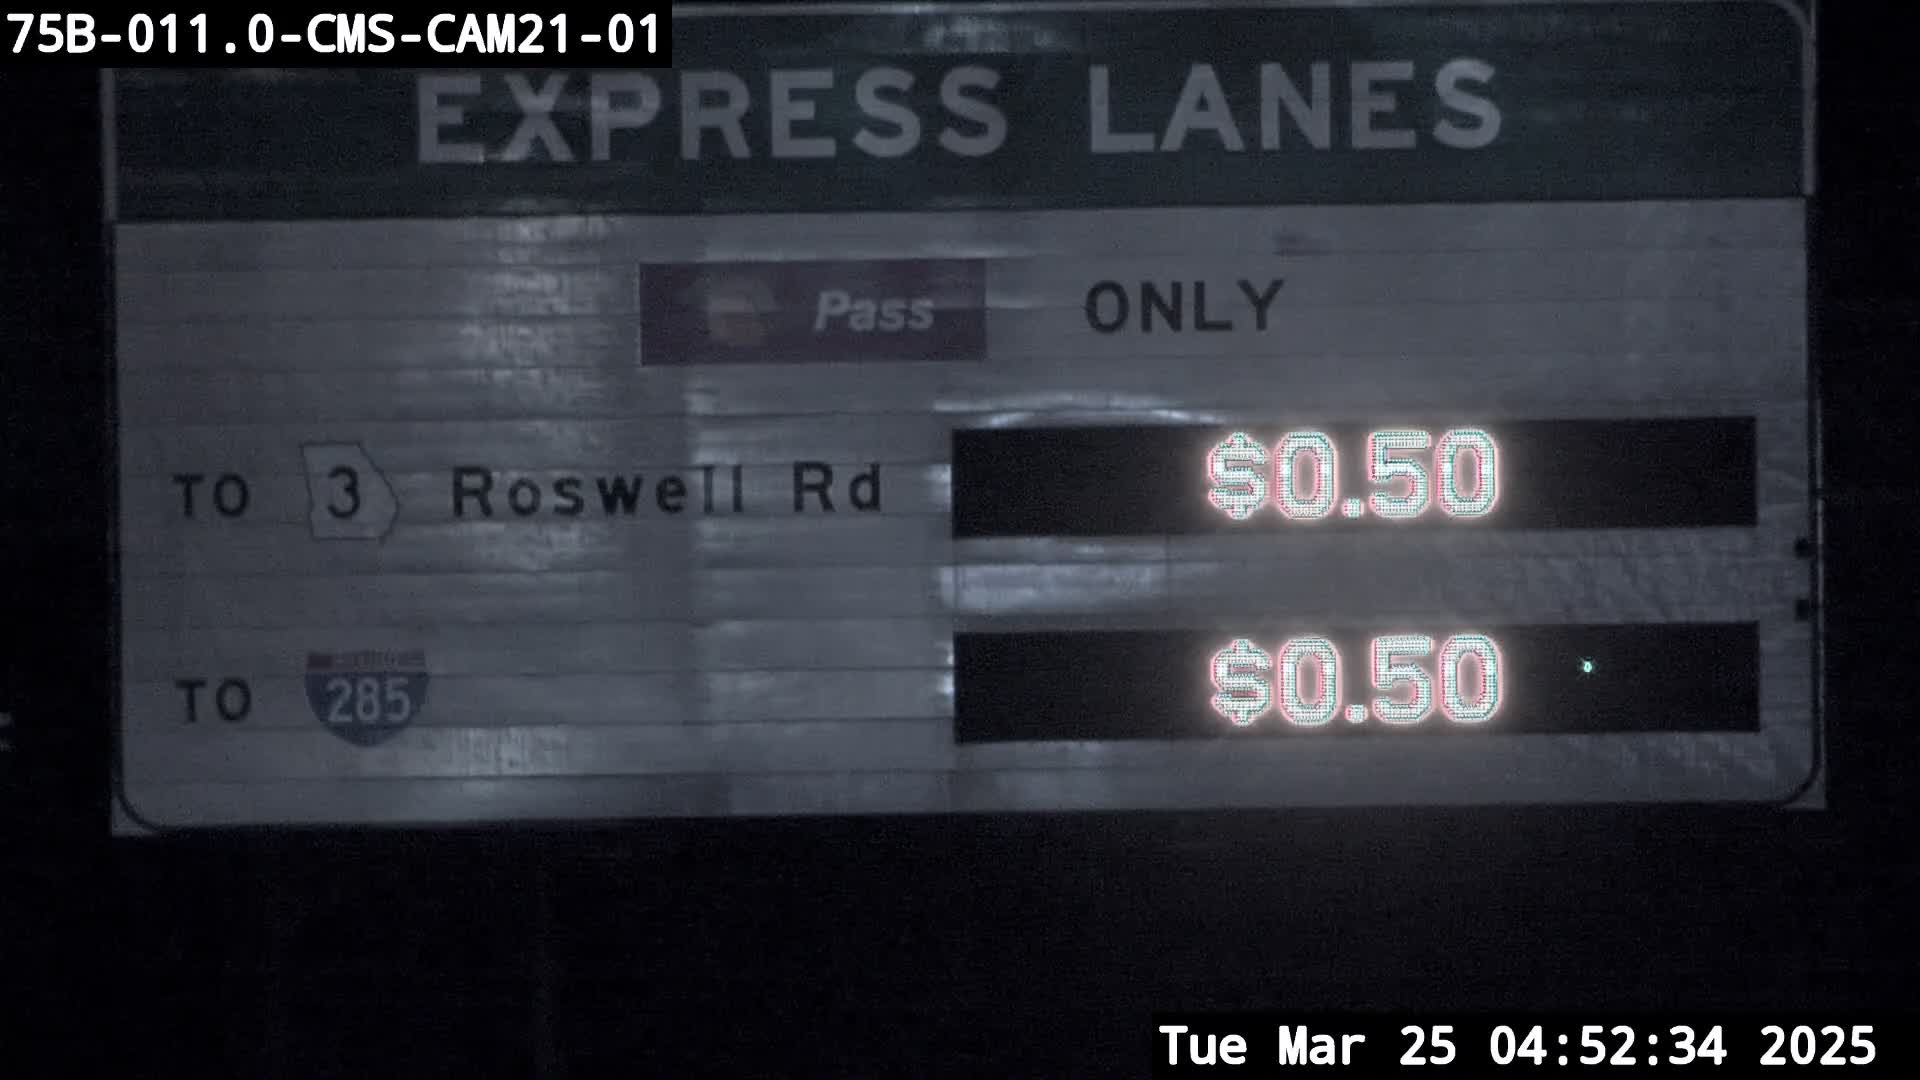 75B-011.0-CMS-CAM21-01
EXPRESS LANES
Pass ONLY
TO 3 Roswell Rd $0.50
TO 285 $0.50
Tue Mar 25 04:52:34 2025